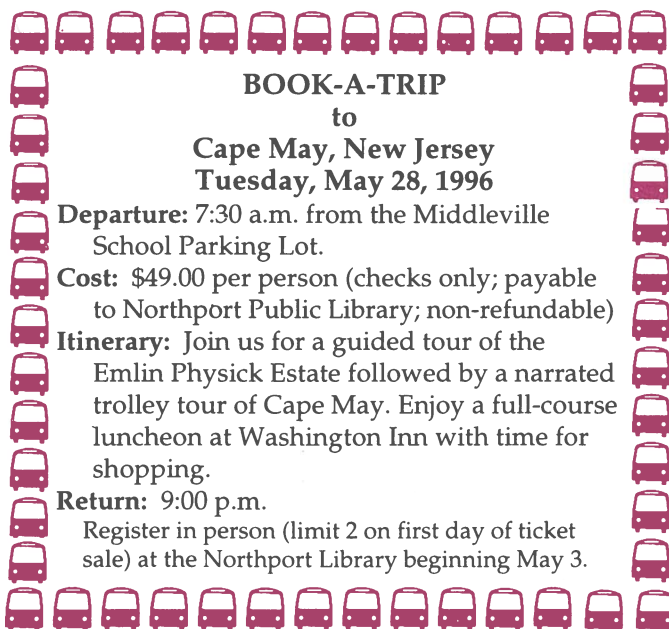 BOOK-A-TRIP
to
Cape May, New Jersey
Tuesday, May 28, 1996
Departure: 7:30 a.m. from the Middleville
School Parking Lot.
Cost: $49.00 per person (checks only; payable
to Northport Public Library; non-refundable)
Itinerary: Join us for a guided tour of the
Emlin Physick Estate followed by a narrated
trolley tour of Cape May. Enjoy a full-course
luncheon at Washington Inn with time for
shopping.
Return: 9:00 p.m.
Register in person (limit 2 on first day of ticket
sale) at the Northport Library beginning May 3.